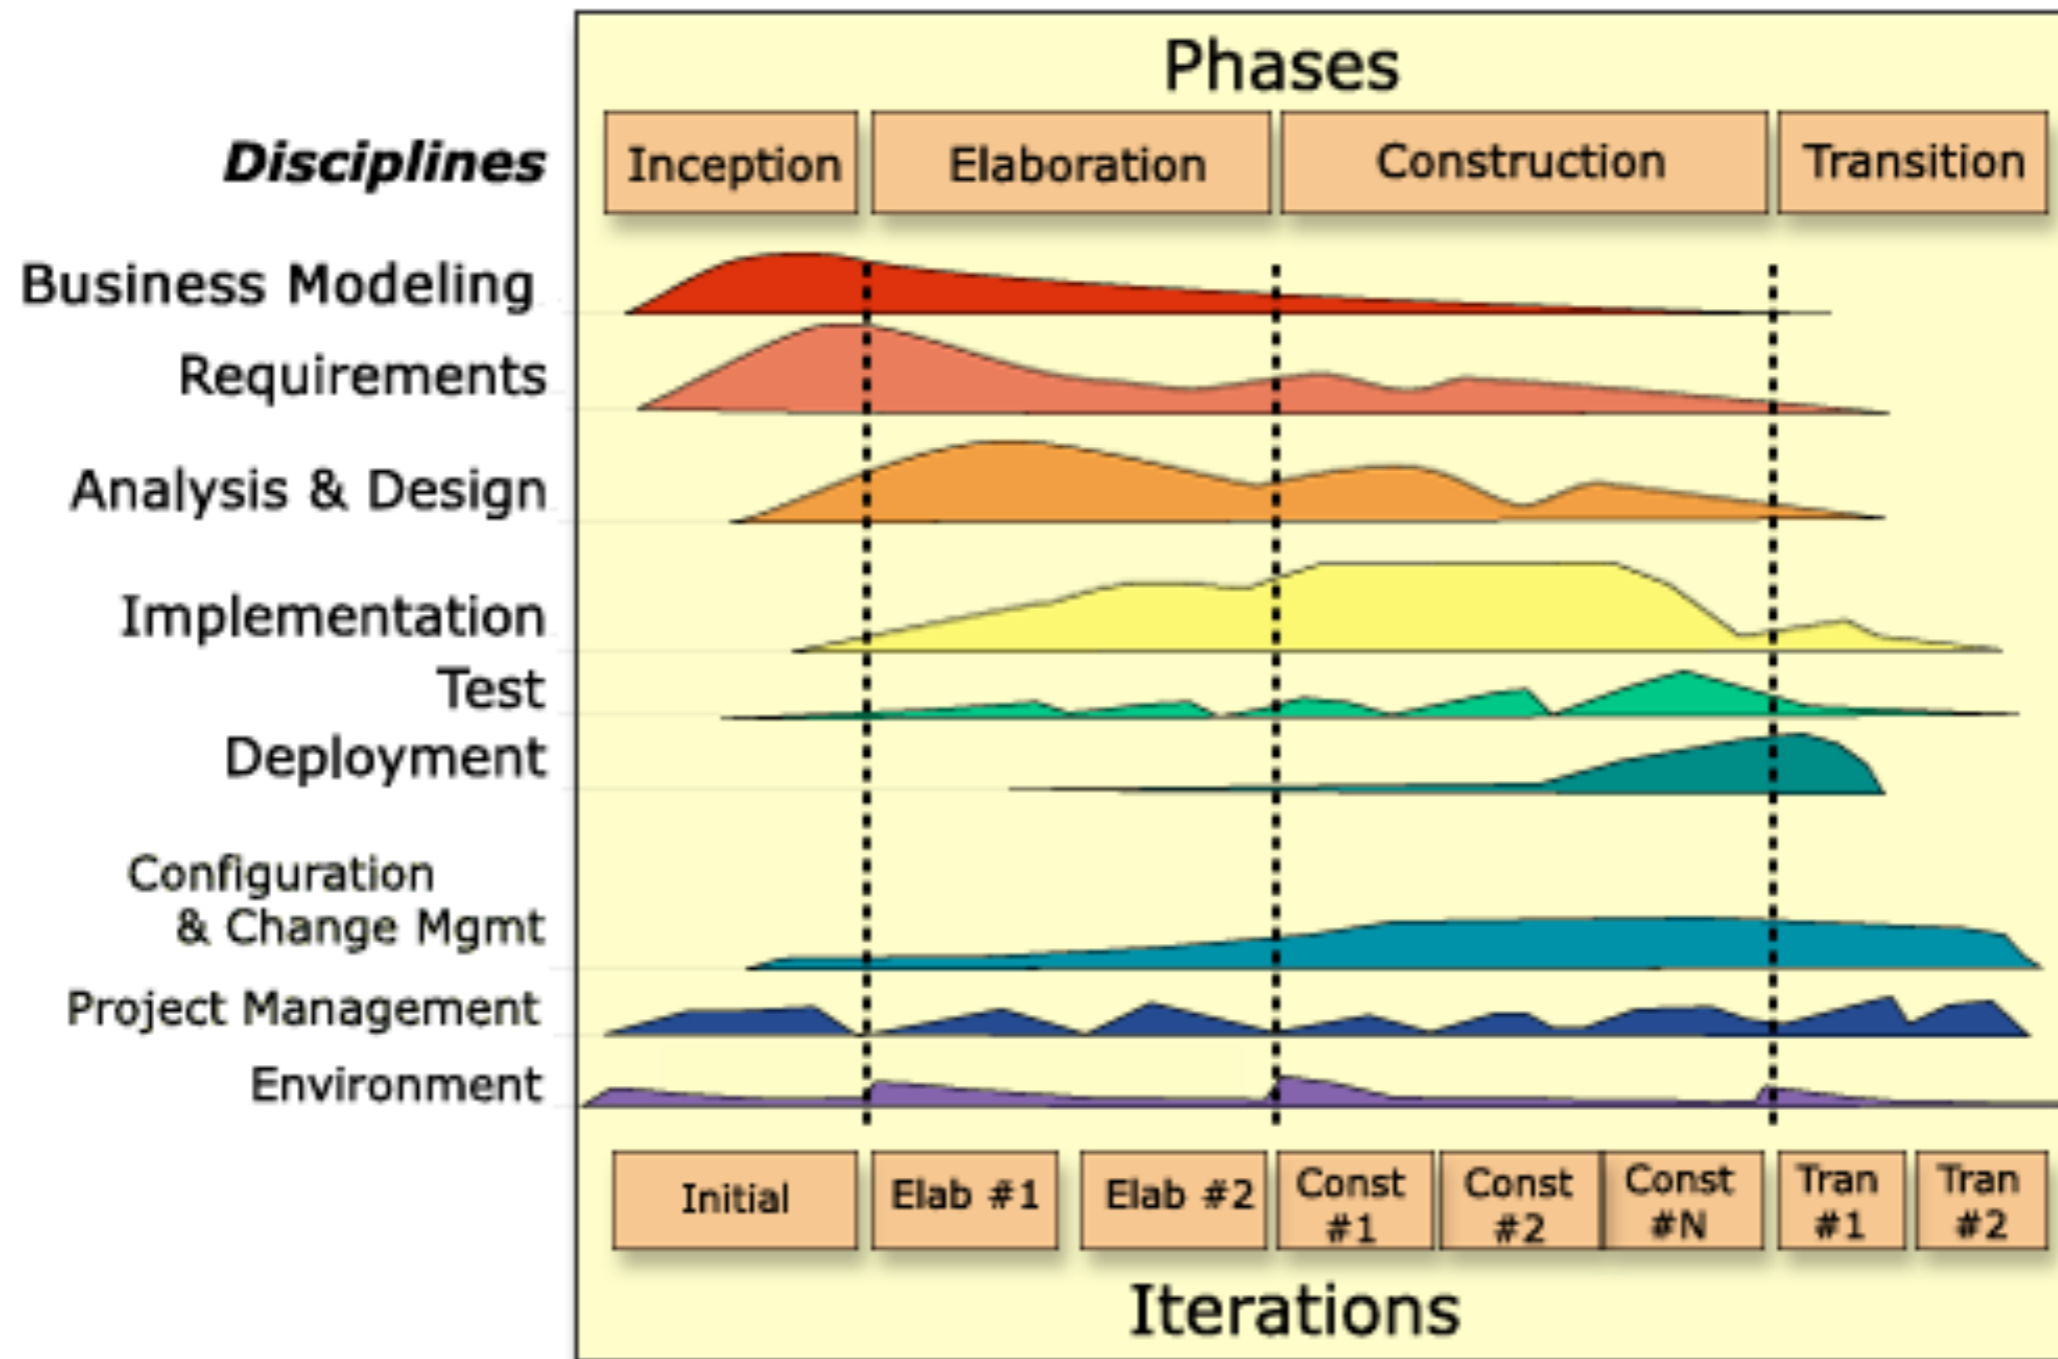 Phases
Disciplines
Inception
Elaboration
Construction
Transition
Business Modeling
Requirements
Analysis & Design
Implementation
Test
Deployment
Configuration
& Change Mgmt
Project Management
Environment
Initial
Elab #1
Elab #2
Const
#1
Const
#2
Const
#N
Tran
#1
Tran
#2
Iterations